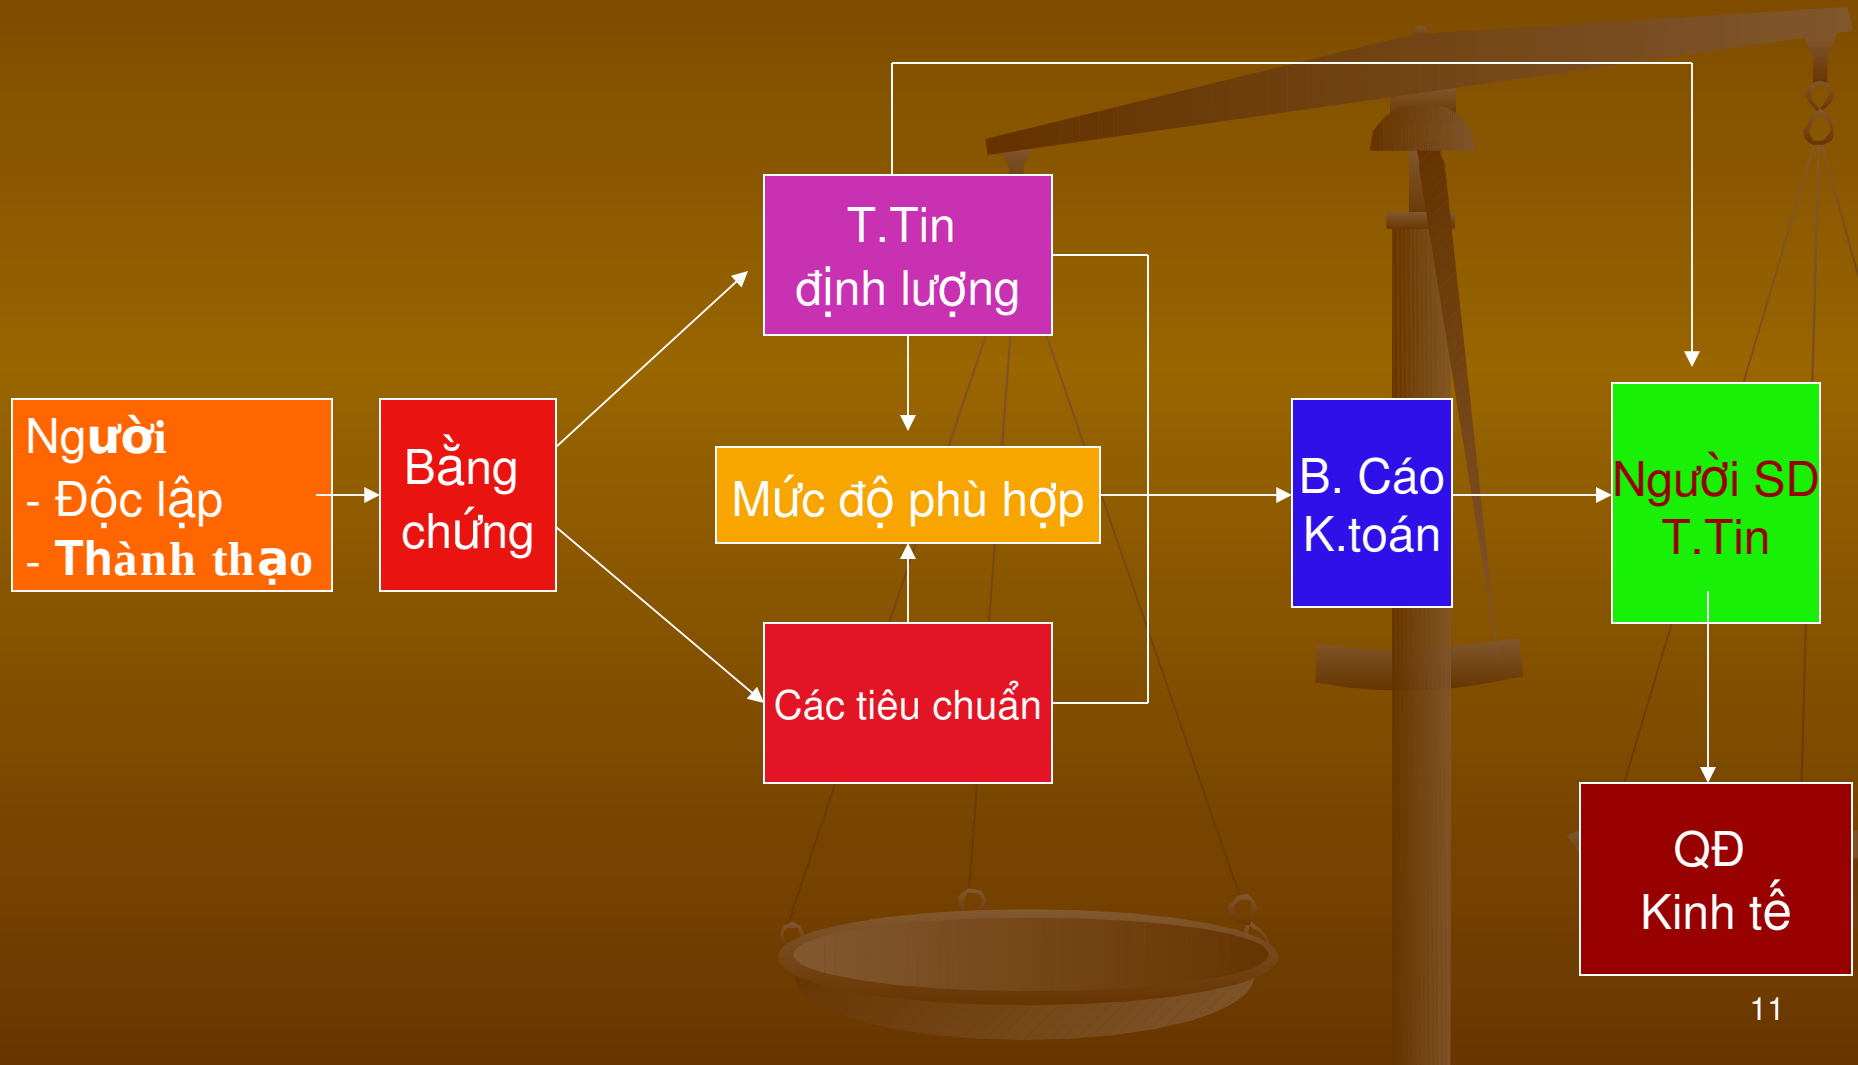 Người
- Độc lập
- Thành thạo
Bằng
chứng
T.Tin
định lượng
Mức độ phù hợp
Các tiêu chuẩn
B. Cáo
K.toán
Người SD
T.Tin
QĐ
Kinh tế
11